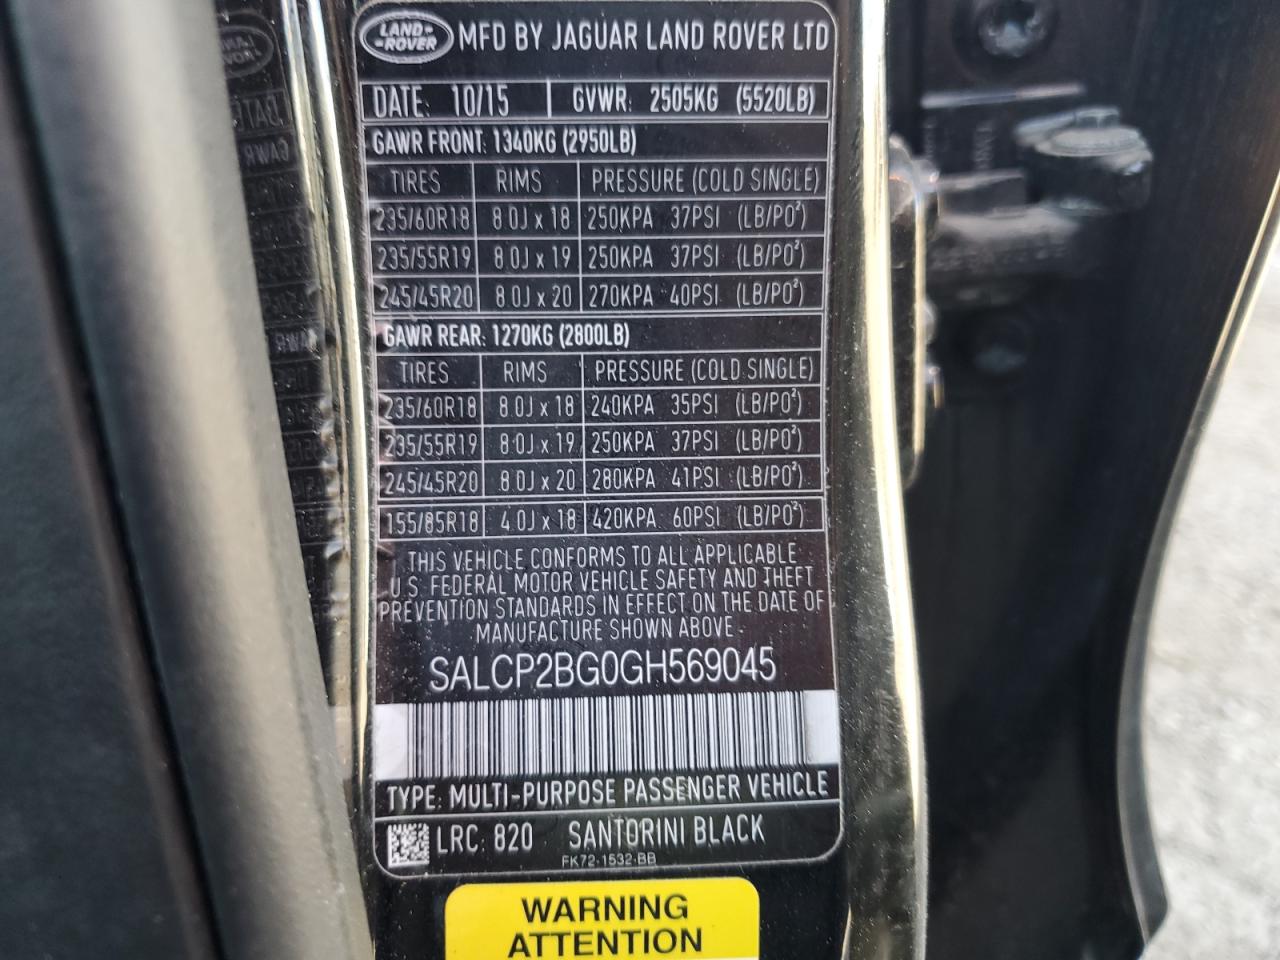 LAND ROVER MFD BY JAGUAR LAND ROVER LTD
DATE: 10/15 GVWR: 2505KG (5520LB)
GAWR FRONT: 1340KG (2950LB)
TIRES RIMS PRESSURE (COLD SINGLE)
235/60R18 8.0J x 18 250KPA 37PSI (LB/PO²)
235/55R19 8.0J x 19 250KPA 37PSI (LB/PO²)
245/45R20 8.0J x 20 270KPA 40PSI (LB/PO²)
GAWR REAR: 1270KG (2800LB)
TIRES RIMS PRESSURE (COLD SINGLE)
235/60R18 8.0J x 18 240KPA 35PSI (LB/PO²)
235/55R19 8.0J x 19 250KPA 37PSI (LB/PO²)
245/45R20 8.0J x 20 280KPA 41PSI (LB/PO²)
155/85R18 4.0J x 18 420KPA 60PSI (LB/PO²)
THIS VEHICLE CONFORMS TO ALL APPLICABLE
U.S. FEDERAL MOTOR VEHICLE SAFETY AND THEFT
PREVENTION STANDARDS IN EFFECT ON THE DATE OF
MANUFACTURE SHOWN ABOVE.
SALCP2BG0GH569045
TYPE: MULTI-PURPOSE PASSENGER VEHICLE
LRC: 820 SANTORINI BLACK
FK72-1532-BB
WARNING
ATTENTION